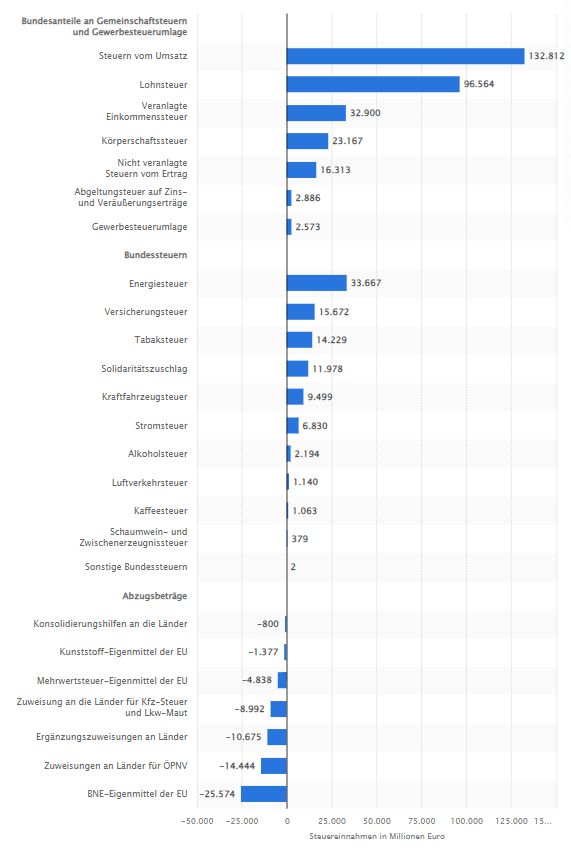 Bundesanteile an Gemeinschaftsteuern
und Gewerbesteuerumlage
Steuern vom Umsatz 132.812
Lohnsteuer 96.564
Veranlagte
Einkommenssteuer 32.900
Körperschaftssteuer 23.167
Nicht veranlagte
Steuern vom Ertrag 16.313
Abgeltungsteuer auf Zins-
und Veräußerungserträge 2.886
Gewerbesteuerumlage 2.573
Bundessteuern
Energiesteuer 33.667
Versicherungsteuer 15.672
Tabaksteuer 14.229
Solidaritätszuschlag 11.978
Kraftfahrzeugsteuer 9.499
Stromsteuer 6.830
Alkoholsteuer 2.194
Luftverkehrsteuer 1.140
Kaffeesteuer 1.063
Schaumwein- und
Zwischenerzeugnissteuer 379
Sonstige Bundessteuern 2
Abzugsbeträge
Konsolidierungshilfen an die Länder -800
Kunststoff-Eigenmittel der EU -1.377
Mehrwertsteuer-Eigenmittel der EU -4.838
Zuweisung an die Länder für Kfz-Steuer
und Lkw-Maut -8.992
Ergänzungszuweisungen an Länder -10.675
Zuweisungen an Länder für ÖPNV -14.444
BNE-Eigenmittel der EU -25.574
-50.000 -25.000 0 25.000 50.000 75.000 100.000 125.000 15...
Steuereinnahmen in Millionen Euro